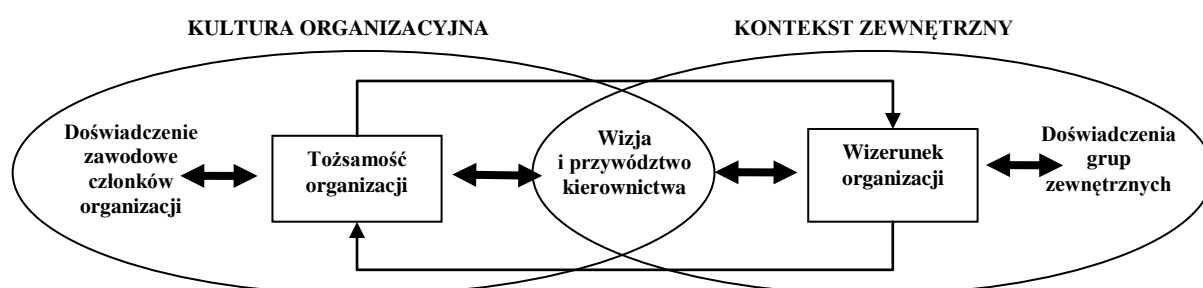 KULTURA ORGANIZACYJNA
KONTEKST ZEWNĘTRZNY
Doświadczenie
zawodowe
członków
organizacji
Tożsamość
organizacji
Wizja
i przywództwo
kierownictwa
Wizerunek
organizacji
Doświadczenia
grup
zewnętrznych